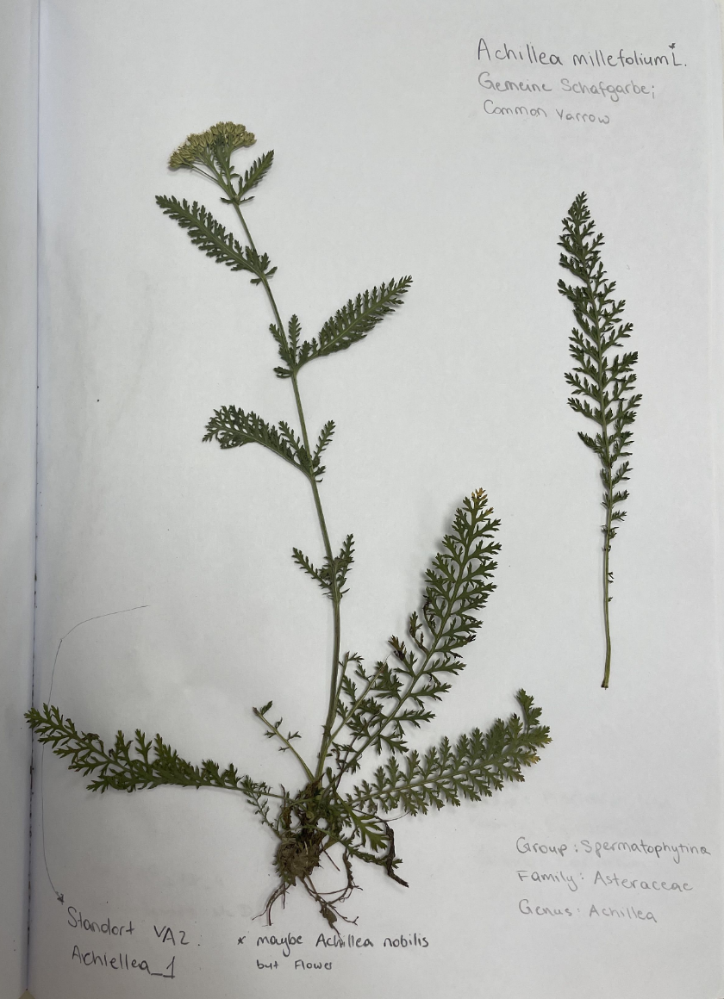 Achillea millefolium* L.
Gemeine Schafgarbe;
Common Yarrow
Group: Spermatophytina
Family: Asteraceae
Genus: Achillea
* Standort VA2.
Achiellea_1
* maybe Achillea nobilis
but Flower